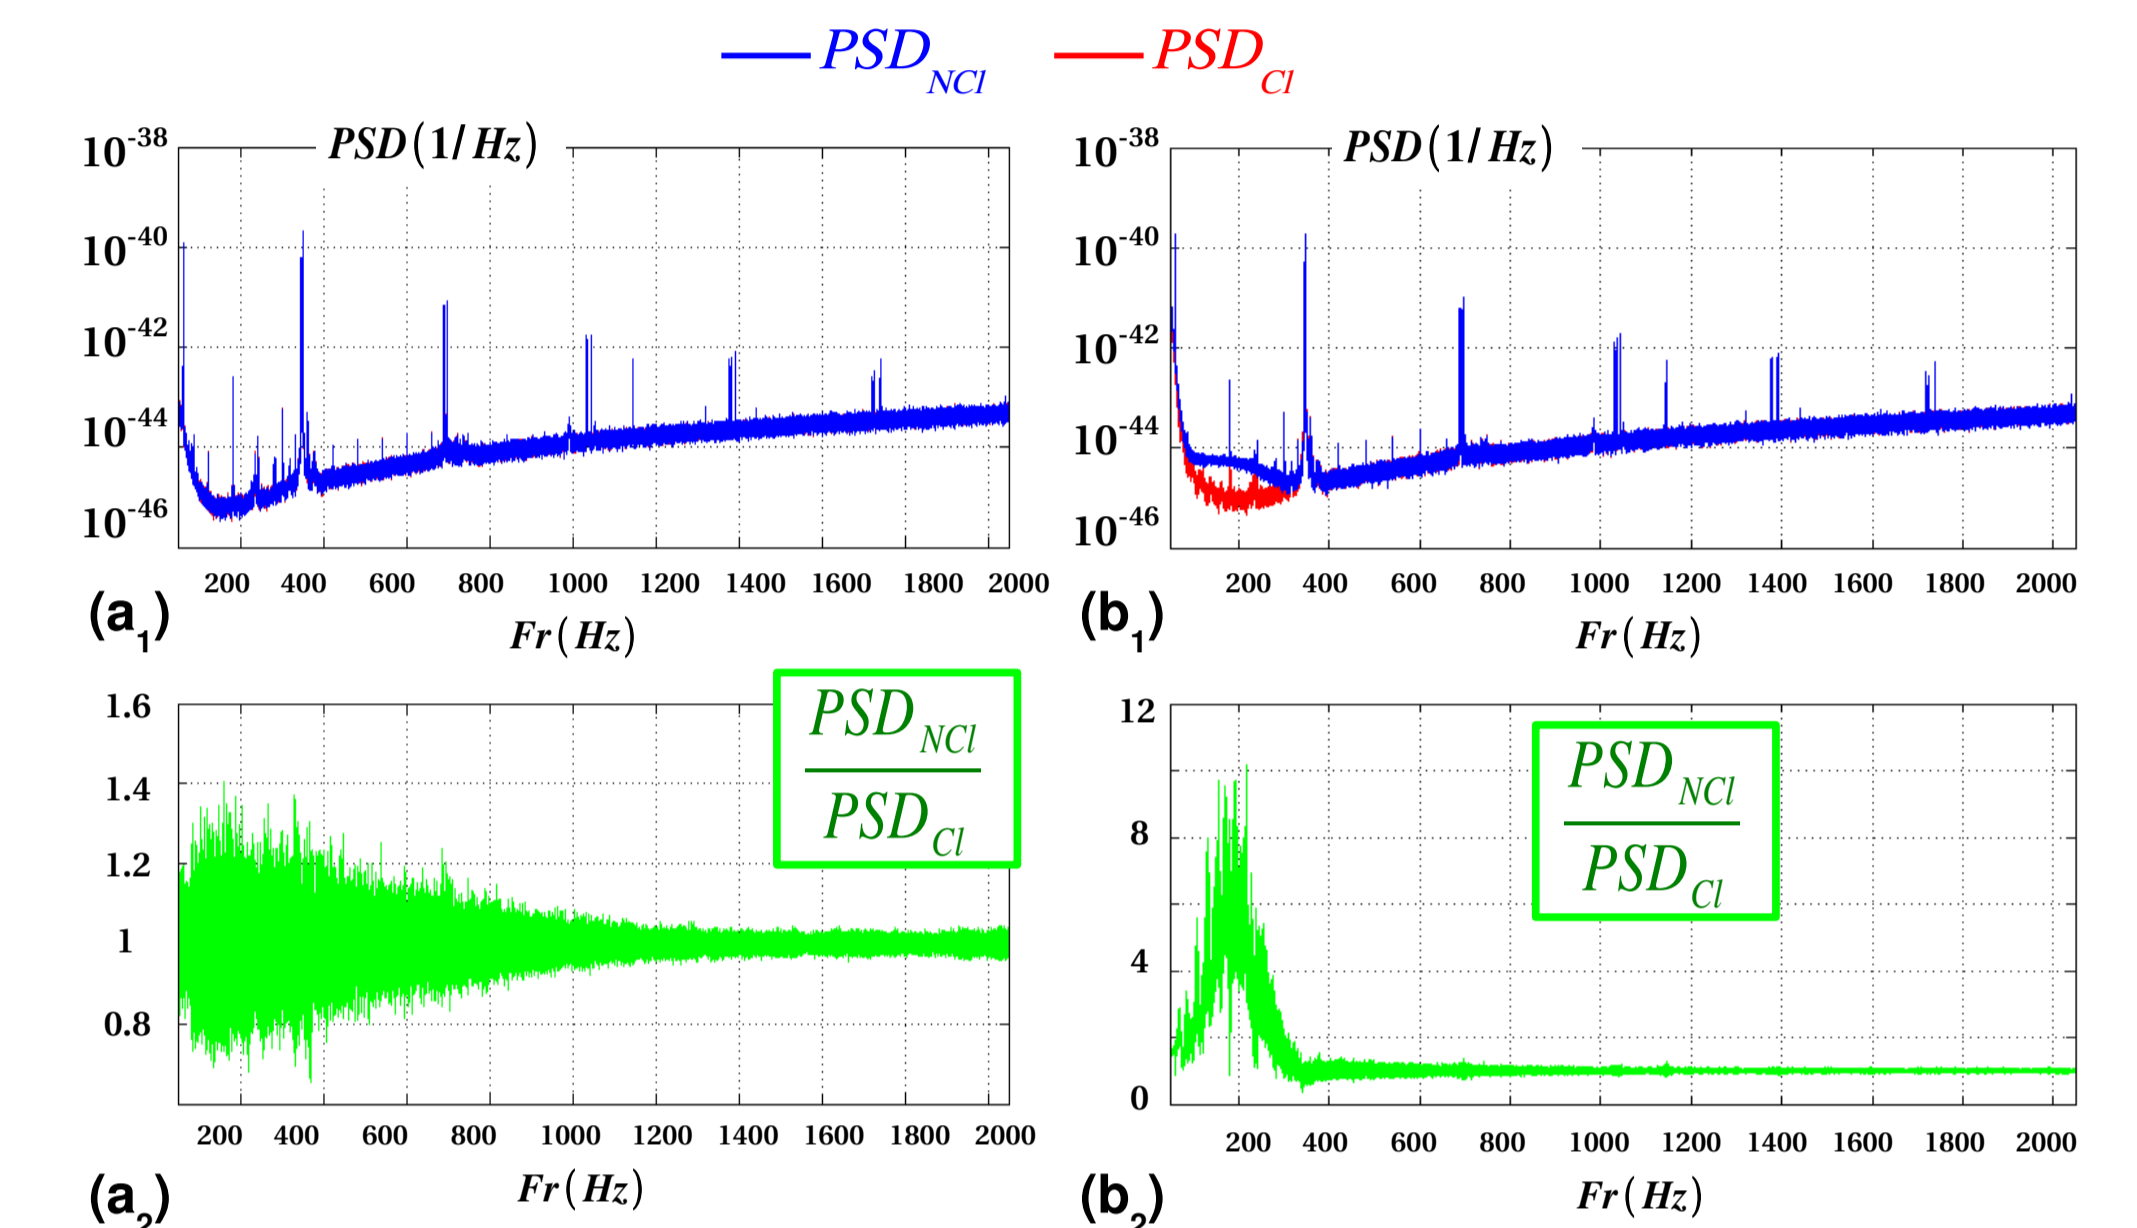 PSD_NCl PSD_Cl
PSD(1/Hz) PSD(1/Hz)
10^-38 10^-38
10^-40 10^-40
10^-42 10^-42
10^-44 10^-44
10^-46 10^-46
200 400 600 800 1000 1200 1400 1600 1800 2000
200 400 600 800 1000 1200 1400 1600 1800 2000
(a_1) Fr(Hz) (b_1) Fr(Hz)
PSD_NCl
PSD_Cl
1.6
1.4
1.2
1
0.8
PSD_NCl
PSD_Cl
12
8
4
0
200 400 600 800 1000 1200 1400 1600 1800 2000
200 400 600 800 1000 1200 1400 1600 1800 2000
(a_2) Fr(Hz) (b_2) Fr(Hz)